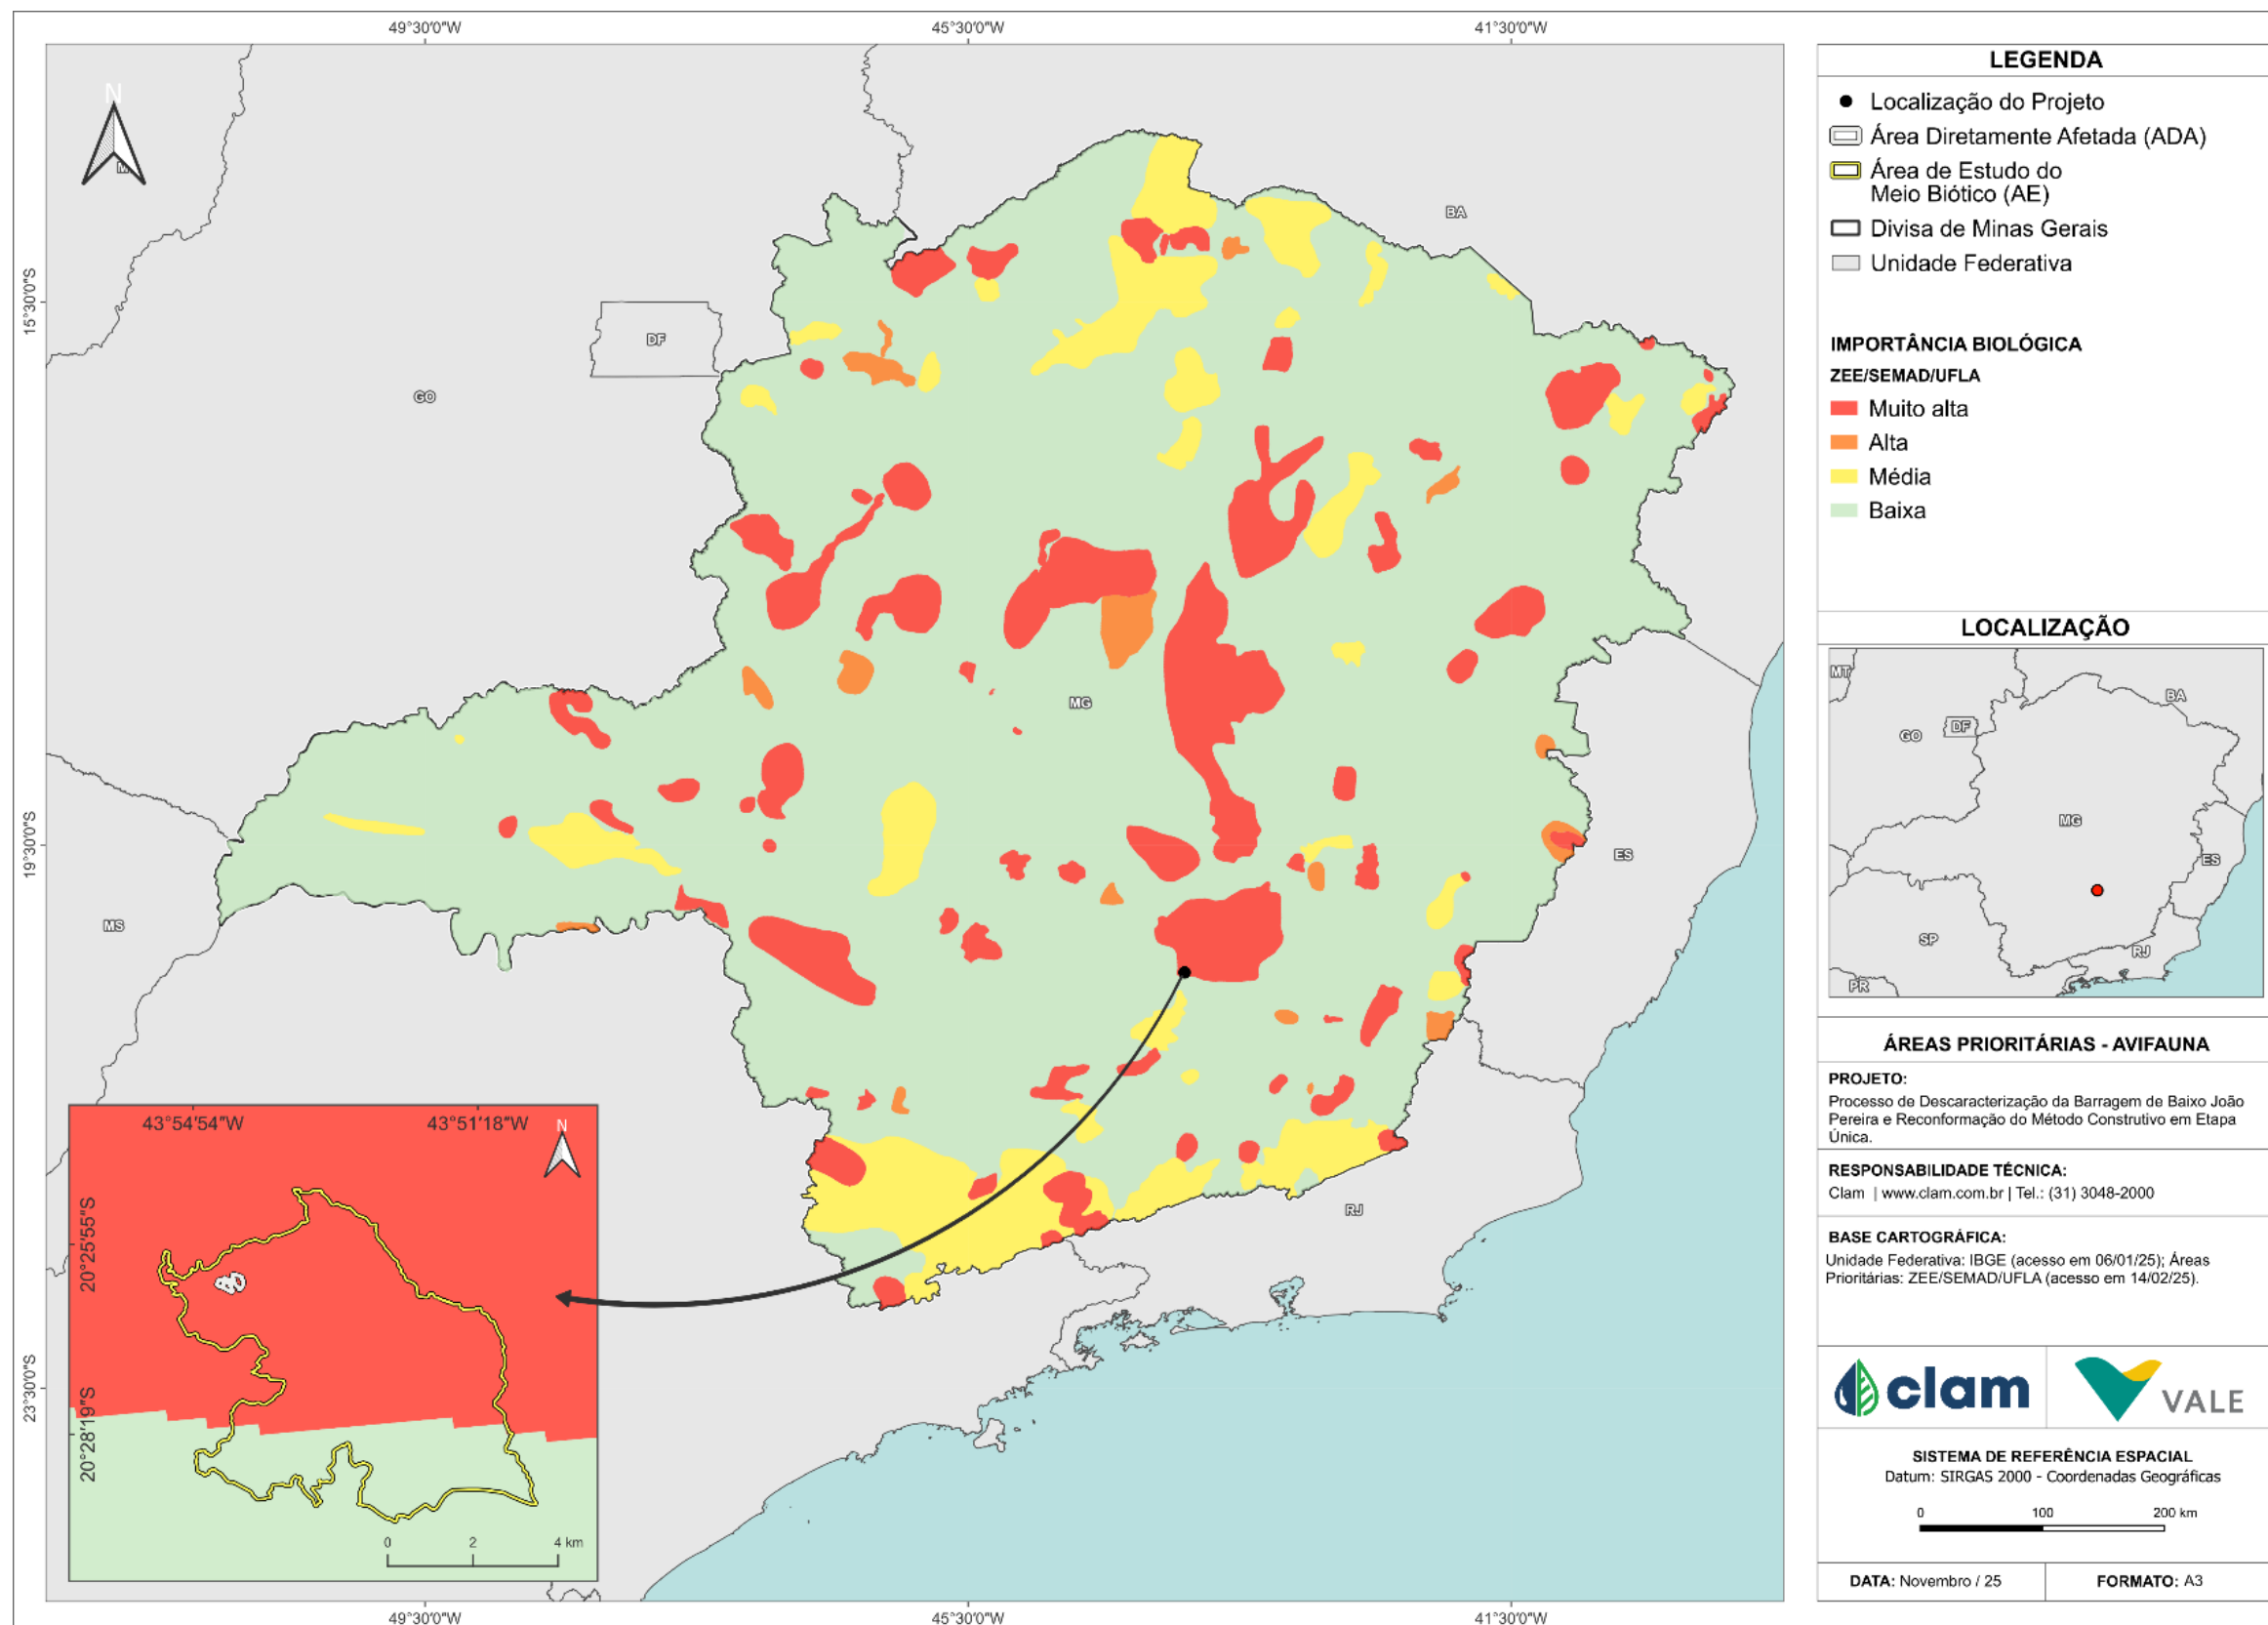 49°30'0"W
45°30'0"W
41°30'0"W
N
BA
15°30'0"S
DF
GO
MG
19°30'0"S
ES
MS
RJ
23°30'0"S
43°54'54"W
43°51'18"W
N
20°25'55"S
20°28'19"S
0
2
4 km
49°30'0"W
45°30'0"W
41°30'0"W
LEGENDA
Localização do Projeto
Área Diretamente Afetada (ADA)
Área de Estudo do
Meio Biótico (AE)
Divisa de Minas Gerais
Unidade Federativa
IMPORTÂNCIA BIOLÓGICA
ZEE/SEMAD/UFLA
Muito alta
Alta
Média
Baixa
LOCALIZAÇÃO
MT
BA
DF
GO
MG
ES
SP
RJ
PR
ÁREAS PRIORITÁRIAS - AVIFAUNA
PROJETO:
Processo de Descaracterização da Barragem de Baixo João
Pereira e Reconformação do Método Construtivo em Etapa
Única.
RESPONSABILIDADE TÉCNICA:
Clam | www.clam.com.br | Tel.: (31) 3048-2000
BASE CARTOGRÁFICA:
Unidade Federativa: IBGE (acesso em 06/01/25); Áreas
Prioritárias: ZEE/SEMAD/UFLA (acesso em 14/02/25).
clam
VALE
SISTEMA DE REFERÊNCIA ESPACIAL
Datum: SIRGAS 2000 - Coordenadas Geográficas
0
100
200 km
DATA: Novembro / 25
FORMATO: A3